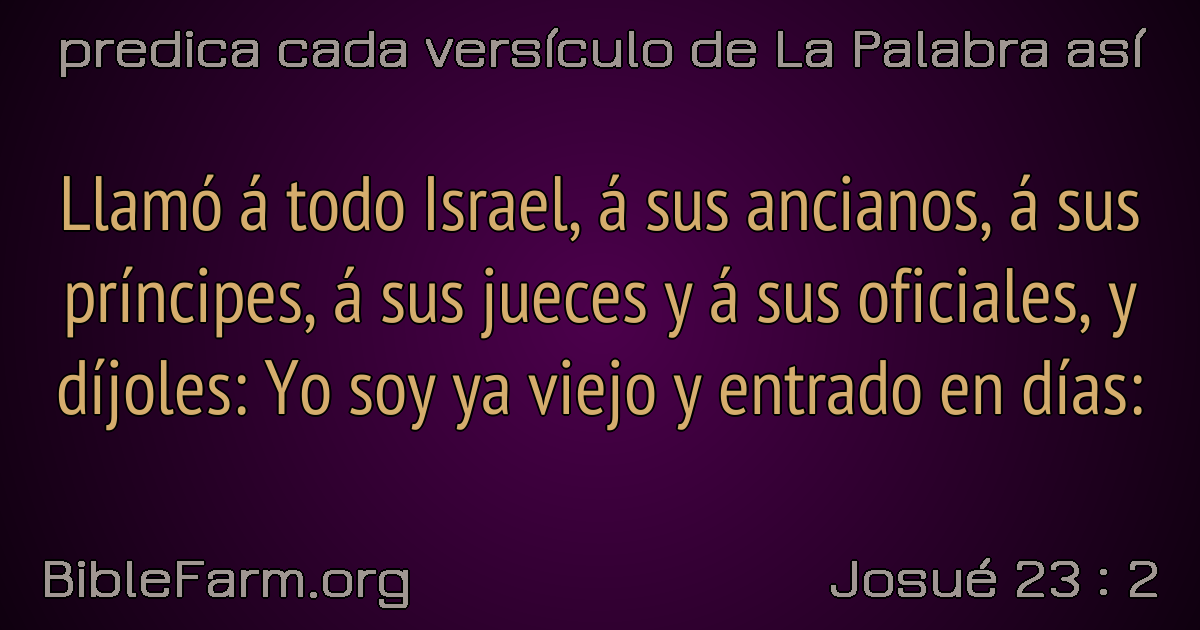 predica cada versículo de La Palabra así
Llamó á todo Israel, á sus ancianos, á sus
príncipes, á sus jueces y á sus oficiales, y
díjoles: Yo soy ya viejo y entrado en días:
BibleFarm.org
Josué 23 : 2